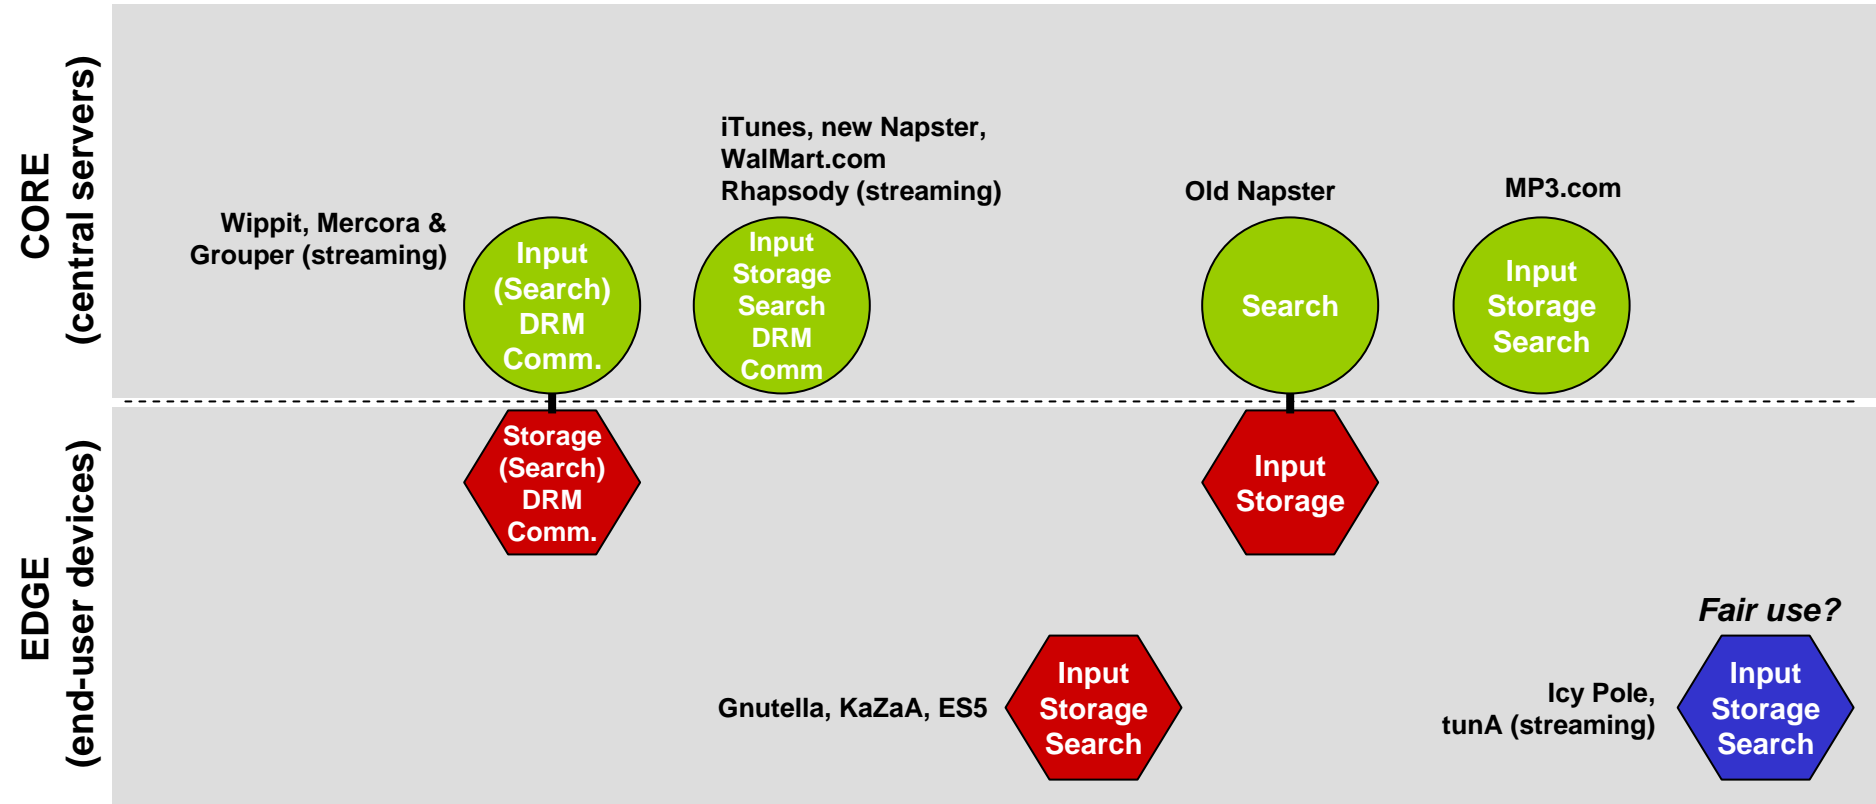 CORE
(central servers)
Wippit, Mercora &
Grouper (streaming)
Input
(Search)
DRM
Comm.
iTunes, new Napster,
WalMart.com
Rhapsody (streaming)
Input
Storage
Search
DRM
Comm
Old Napster
Search
MP3.com
Input
Storage
Search
EDGE
(end-user devices)
Storage
(Search)
DRM
Comm.
Input
Storage
Gnutella, KaZaA, ES5
Input
Storage
Search
Fair use?
Icy Pole,
tunA (streaming)
Input
Storage
Search